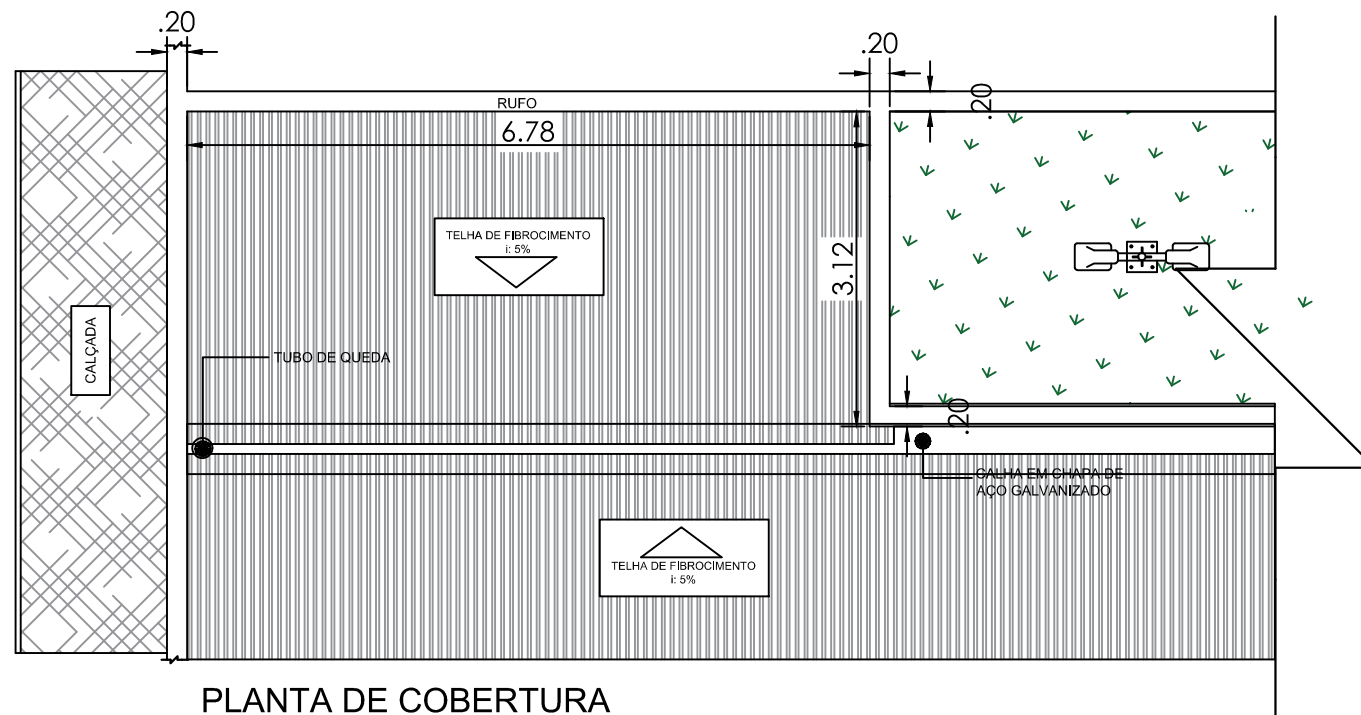 .20
.20
.20
RUFO
6.78
TELHA DE FIBROCIMENTO
i: 5%
3.12
CALÇADA
TUBO DE QUEDA
.20
CALHA EM CHAPA DE
AÇO GALVANIZADO
TELHA DE FIBROCIMENTO
i: 5%
PLANTA DE COBERTURA